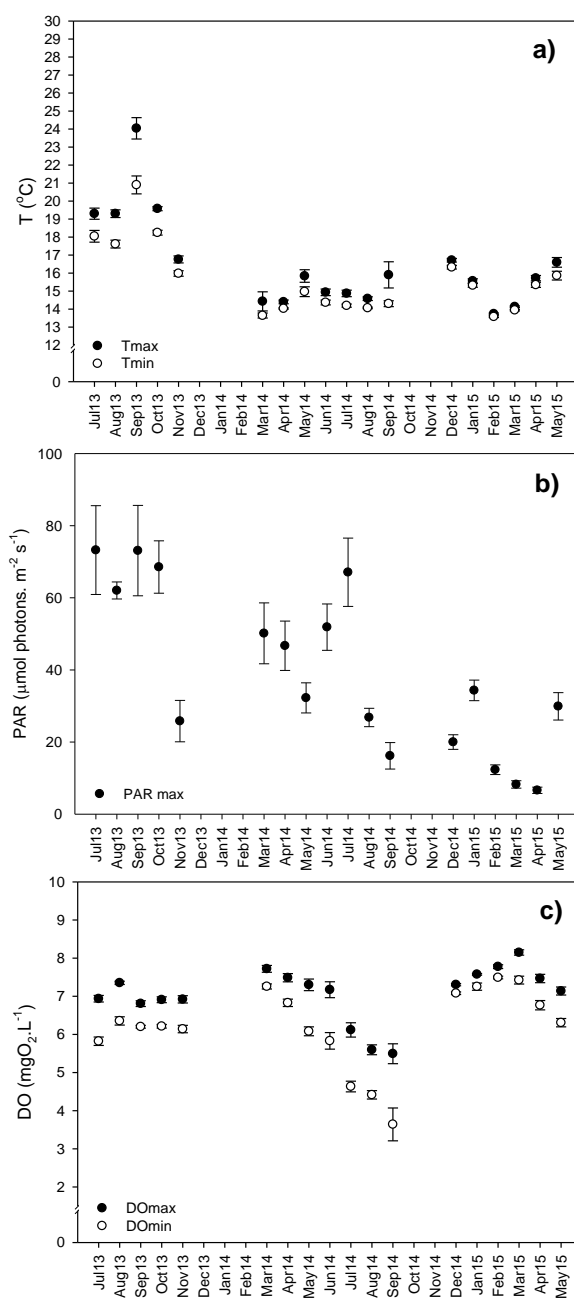 a)
30
29
28
27
26
25
24
23
22
21
20
19
18
17
16
15
14
13
12
0
T (°C)
Tmax
Tmin
Jul13 Aug13 Sep13 Oct13 Nov13 Dec13 Jan14 Feb14 Mar14 Apr14 May14 Jun14 Jul14 Aug14 Sep14 Oct14 Nov14 Dec14 Jan15 Feb15 Mar15 Apr15 May15
b)
100
80
60
40
20
0
PAR (μmol photons. m⁻² s⁻¹)
PAR max
Jul13 Aug13 Sep13 Oct13 Nov13 Dec13 Jan14 Feb14 Mar14 Apr14 May14 Jun14 Jul14 Aug14 Sep14 Oct14 Nov14 Dec14 Jan15 Feb15 Mar15 Apr15 May15
c)
10
9
8
7
6
5
4
3
2
0
DO (mgO₂.L⁻¹)
DOmax
DOmin
Jul13 Aug13 Sep13 Oct13 Nov13 Dec13 Jan14 Feb14 Mar14 Apr14 May14 Jun14 Jul14 Aug14 Sep14 Oct14 Nov14 Dec14 Jan15 Feb15 Mar15 Apr15 May15